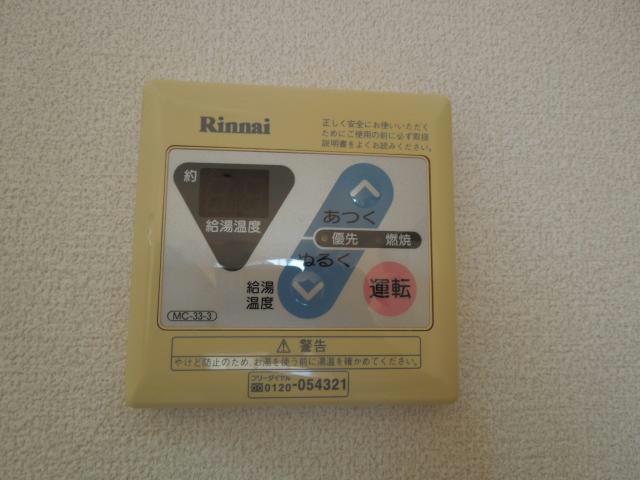 Rinnai
正しく安全にお使いいただく
ためにご使用の前に必ず取扱
説明書をよくお読みください。
約
給湯温度
あつく
優先
燃焼
ぬるく
給湯
温度
運転
MC-33-3
⚠ 警告
やけど防止のため、お湯を使う前に湯温を確かめてください。
フリーダイヤル
0120-054321